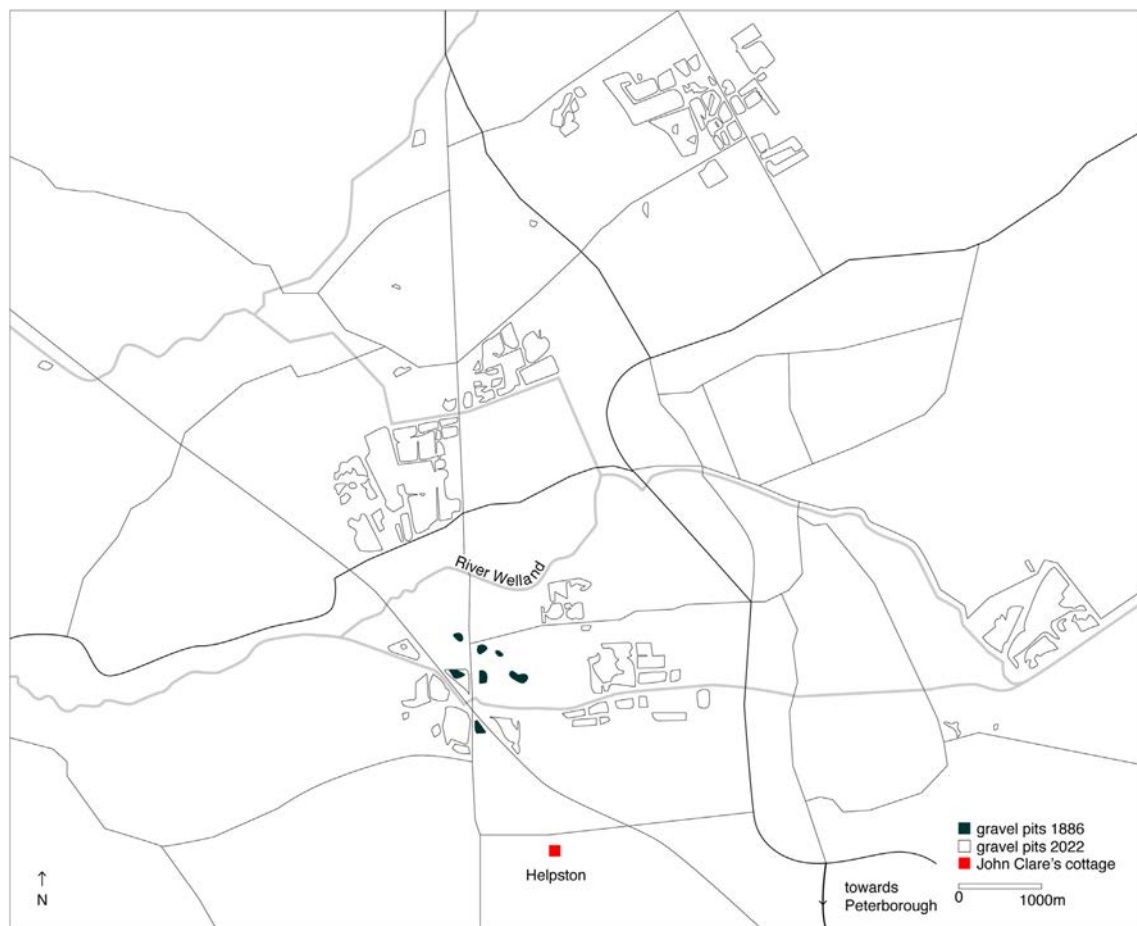 River Welland
gravel pits 1886
gravel pits 2022
John Clare's cottage
Helpston
N
towards
Peterborough
0 1000m